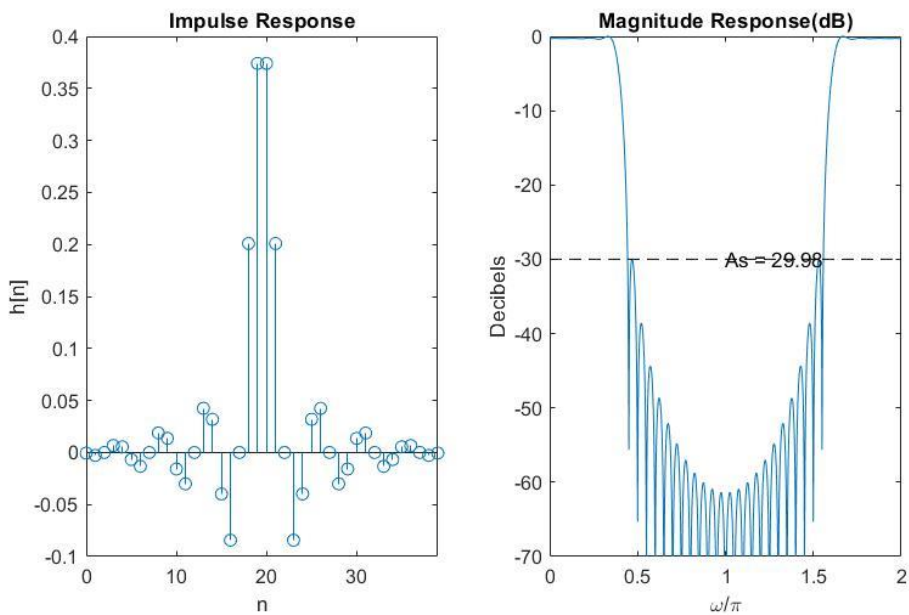 Impulse Response
0.4
0.35
0.3
0.25
0.2
0.15
0.1
0.05
0
-0.05
-0.1
h[n]
0 10 20 30
n
Magnitude Response(dB)
0
-10
-20
-30
-40
-50
-60
-70
Decibels
As = 29.98
0 0.5 1 1.5 2
ω/π